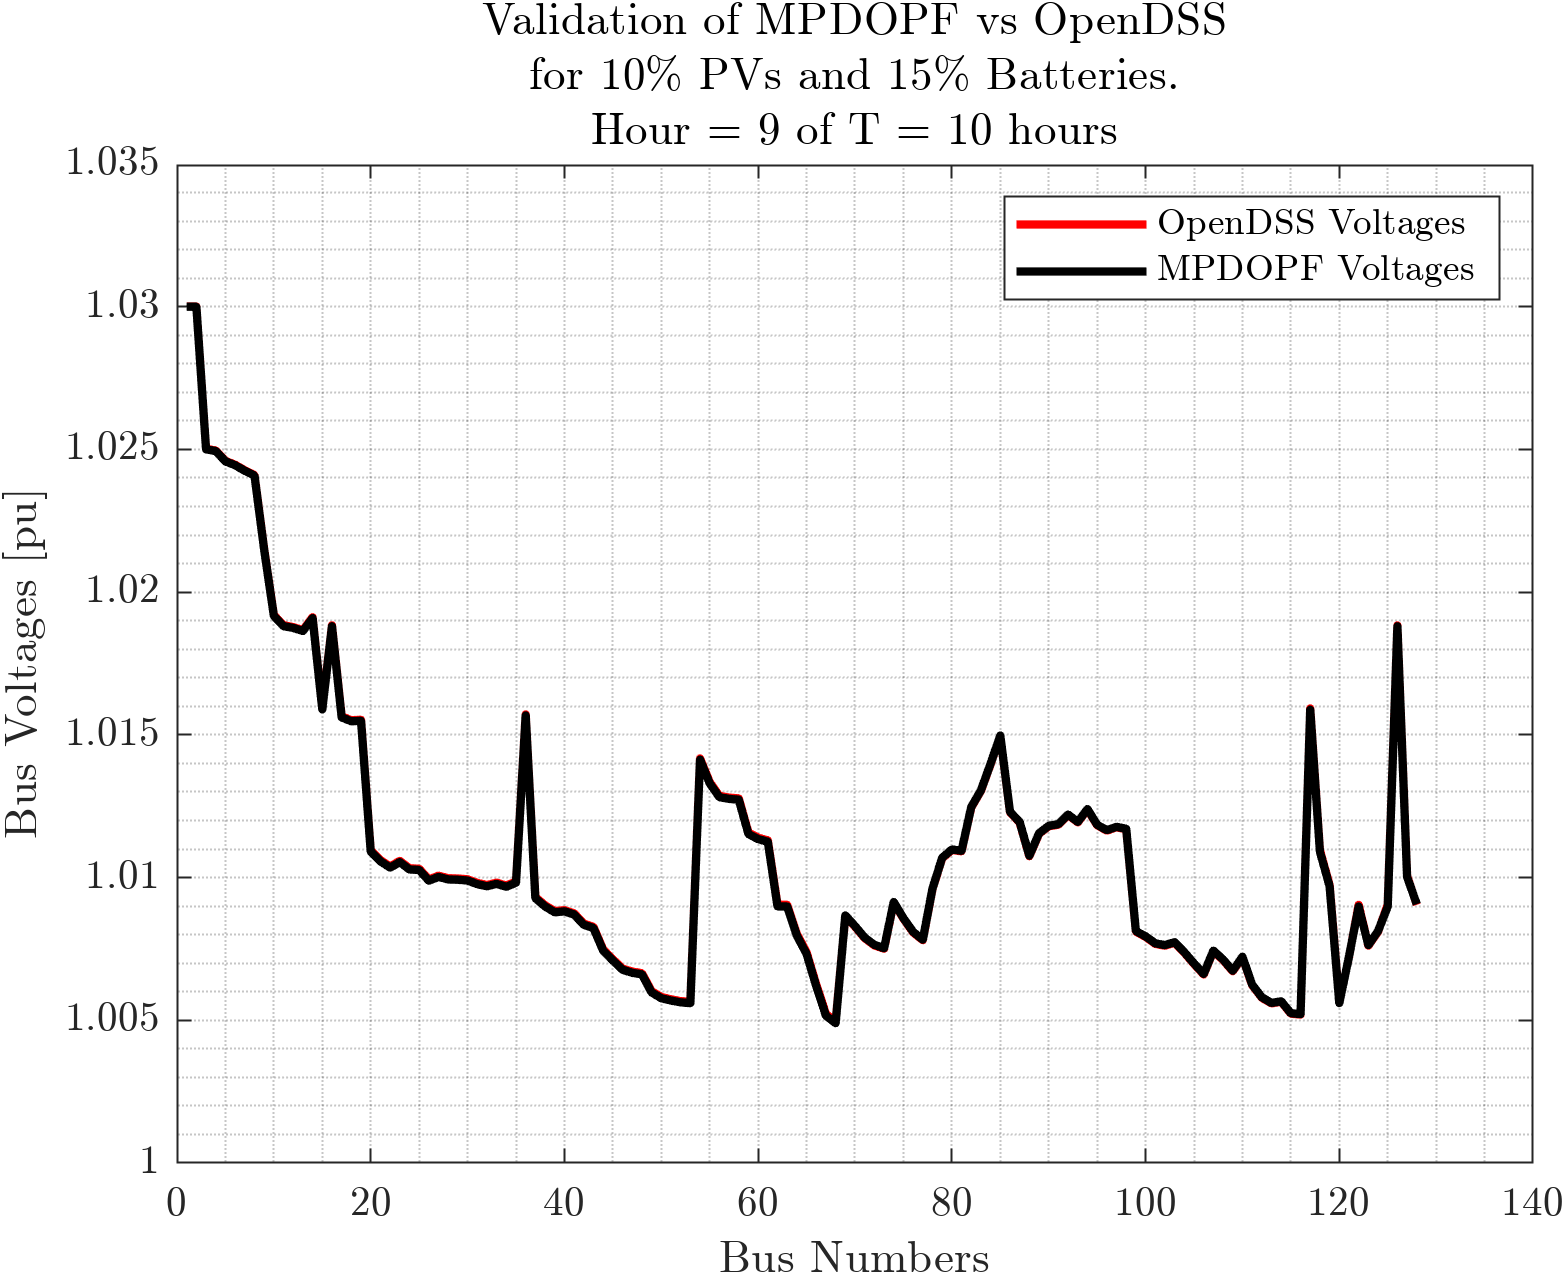 Validation of MPDOPF vs OpenDSS
for 10% PVs and 15% Batteries.
Hour = 9 of T = 10 hours
OpenDSS Voltages
MPDOPF Voltages
Bus Voltages [pu]
1.035
1.03
1.025
1.02
1.015
1.01
1.005
1
0 20 40 60 80 100 120 140
Bus Numbers